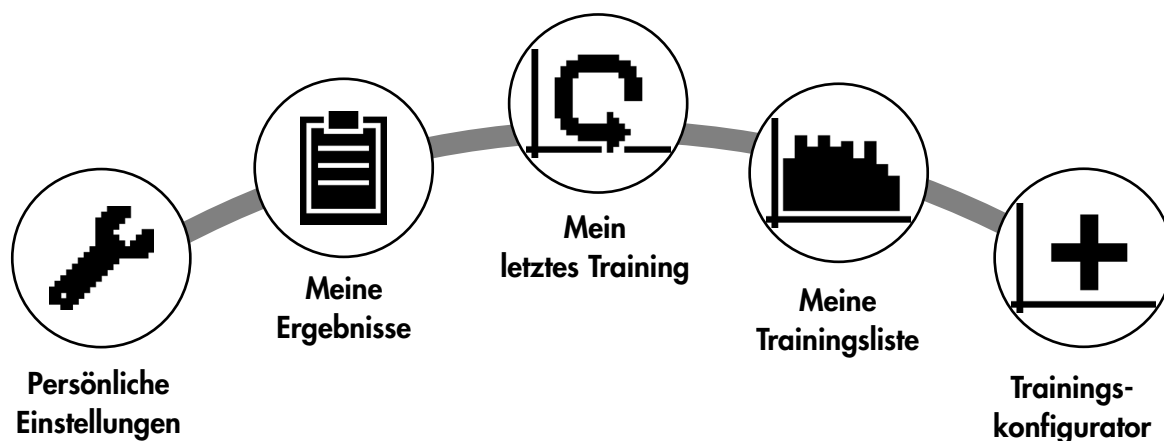 Persönliche
Einstellungen
Meine
Ergebnisse
Mein
letztes Training
Meine
Trainingsliste
Trainings-
konfigurator